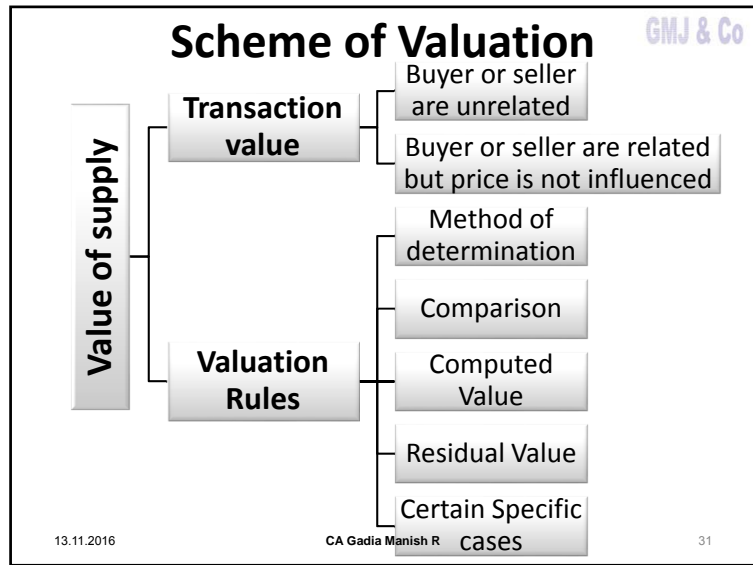 Scheme of Valuation
GMJ & Co
Value of supply
Transaction
value
Buyer or seller
are unrelated
Buyer or seller are related
but price is not influenced
Valuation
Rules
Method of
determination
Comparison
Computed
Value
Residual Value
Certain Specific
cases
13.11.2016
CA Gadia Manish R
31